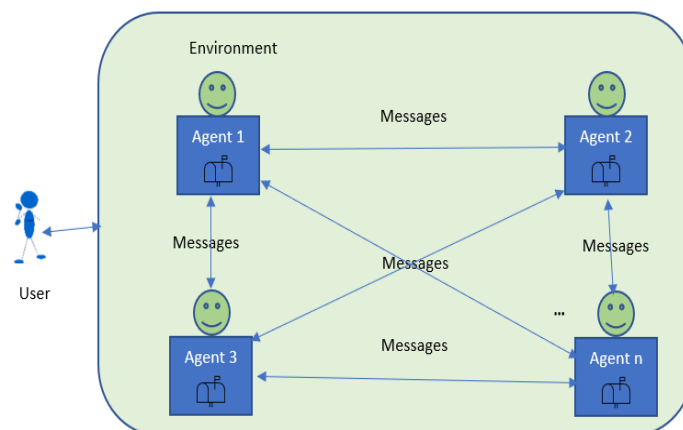 Environment
Messages
Agent 1
Agent 2
Messages
Messages
Messages
User
...
Messages
Agent 3
Agent n